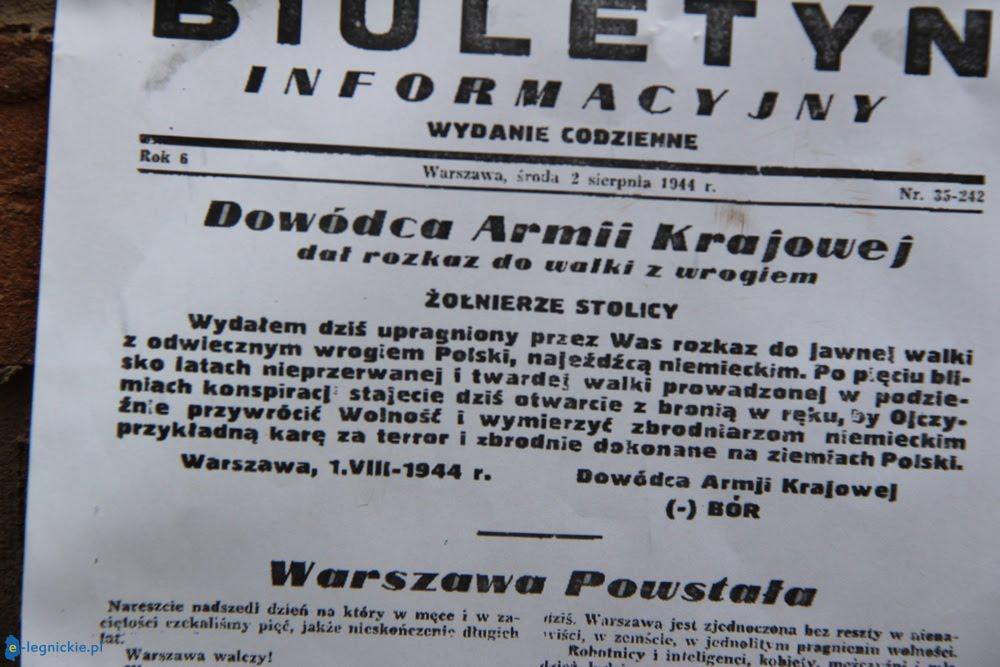 BIULETYN
INFORMACYJNY
WYDANIE CODZIENNE
Rok 6
Warszawa, środa 2 sierpnia 1944 r.
Nr. 35-242
Dowódca Armii Krajowej
dał rozkaz do walki z wrogiem
ŻOŁNIERZE STOLICY
Wydałem dziś upragniony przez Was rozkaz do jawnej walki
z odwiecznym wrogiem Polski, najeźdźcą niemieckim. Po pięciu bli-
sko latach nieprzerwanej i twardej walki prowadzonej w podzie-
miach konspiracji stajecie dziś otwarcie z bronią w ręku, by Ojczy-
źnie przywrócić Wolność i wymierzyć zbrodniarzom niemieckim
przykładną karę za terror i zbrodnie dokonane na ziemiach Polski.
Warszawa, 1.VIII-1944 r.
Dowódca Armji Krajowej
(-) BÓR
Warszawa Powstała
Nareszcie nadszedł dzień na który w męce i w za-
ciętości czekaliśmy pięć, jakże nieskończenie długich
lat.
Warszawa walczy!
dziś. Warszawa jest zjednoczona bez reszty w niena-
wiści, w zemście, w jednolitym pragnieniu wolności.
Robotnicy i inteligenci, kobiety,
e-legnickie.pl